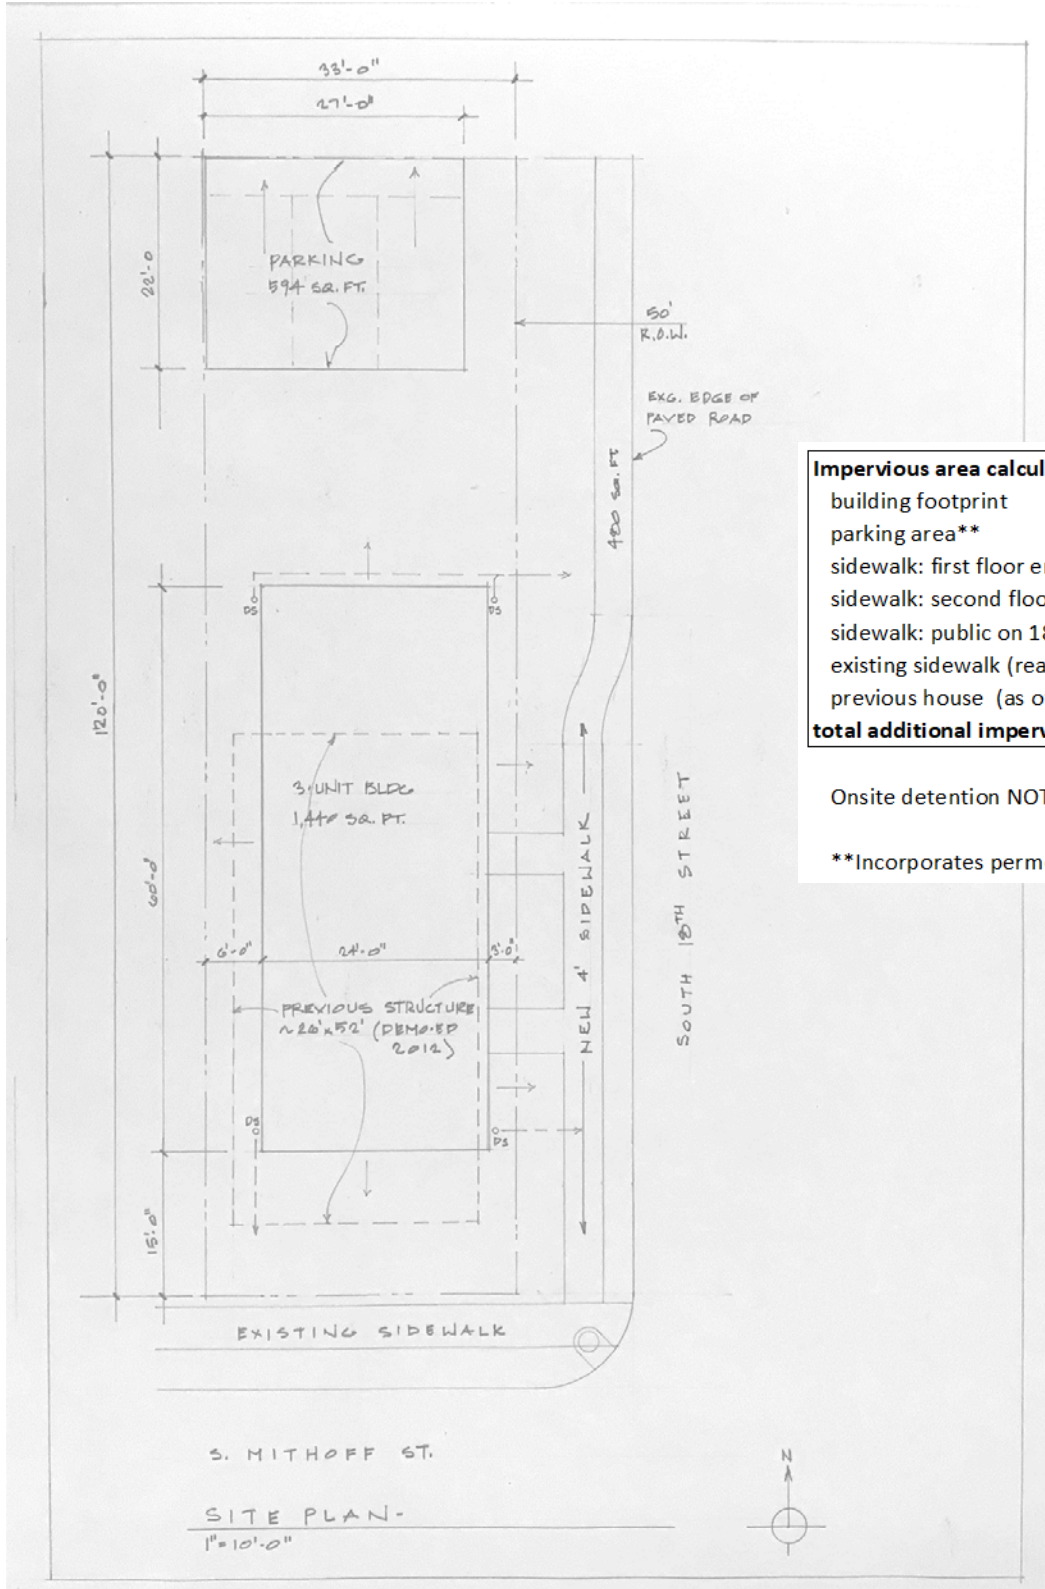 33'-0"
27'-0"
22'-0
PARKING
594 SQ. FT.
50'
R.O.W.
EXG. EDGE OF
PAVED ROAD
480 SQ. FT
Impervious area calcul
building footprint
parking area**
sidewalk: first floor e
sidewalk: second floo
sidewalk: public on 18
existing sidewalk (rea
previous house (as o
total additional imperv
Onsite detention NOT
**Incorporates perm
DS
DS
120'-0"
3-UNIT BLDG
1,440 SQ. FT.
60'-0"
6'-0"
24'-0"
3'-0"
NEW 4' SIDEWALK
SOUTH 18TH STREET
PREVIOUS STRUCTURE
~26'x52' (DEMO-ED
2012)
DS
DS
15'-0"
EXISTING SIDEWALK
S. MITHOFF ST.
N
SITE PLAN-
1"=10'-0"